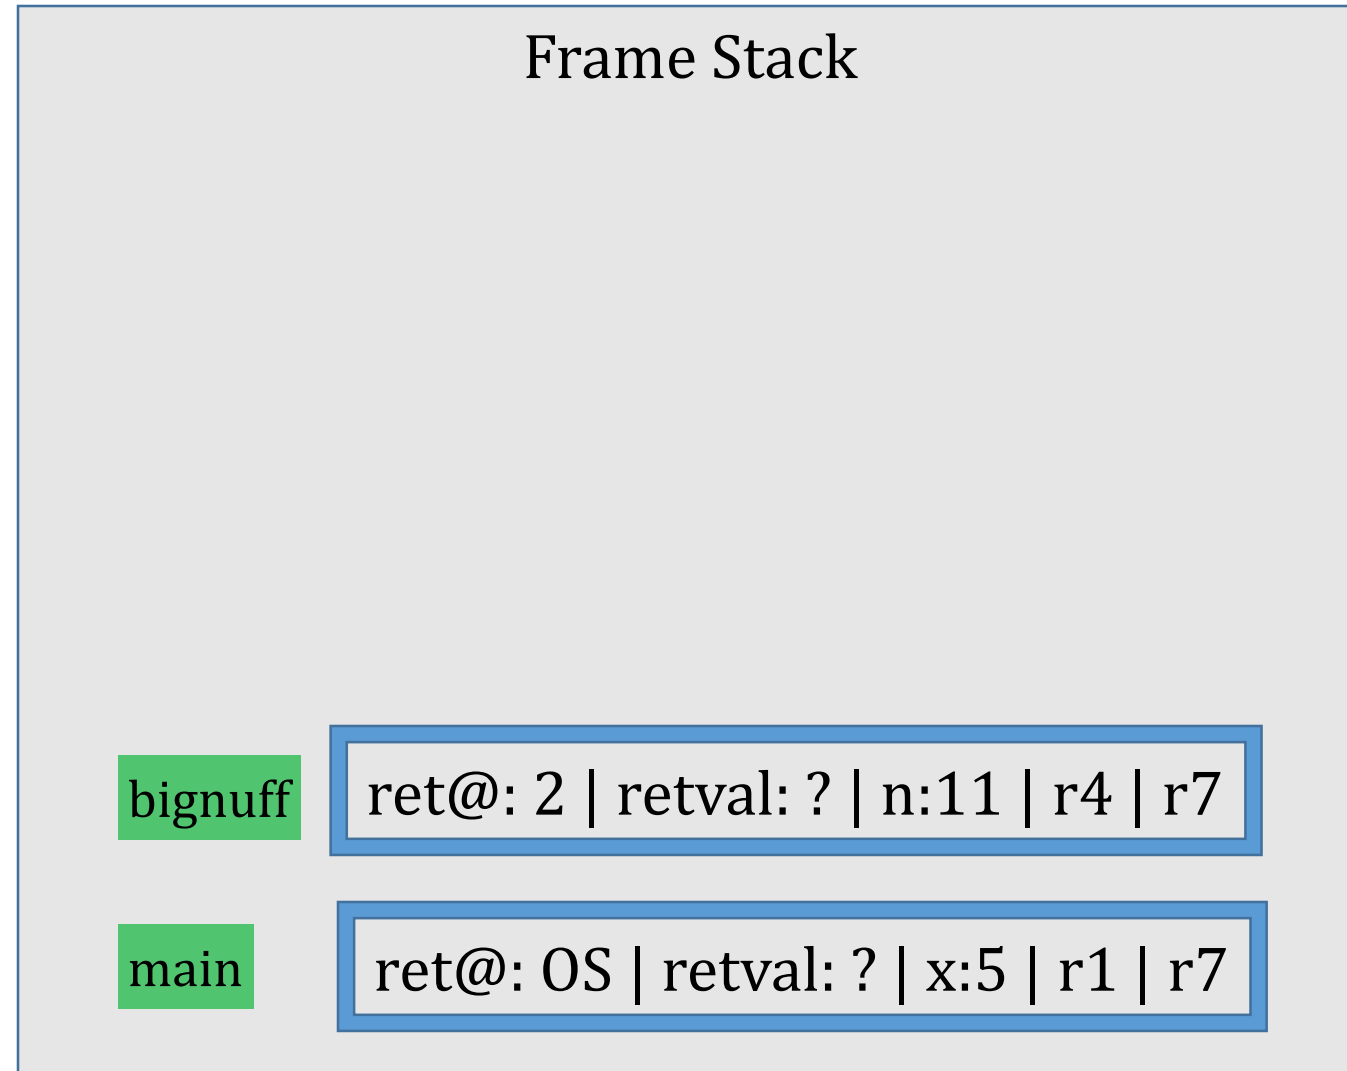 Frame Stack
bignuff
ret@: 2 | retval: ? | n:11 | r4 | r7
main
ret@: OS | retval: ? | x:5 | r1 | r7